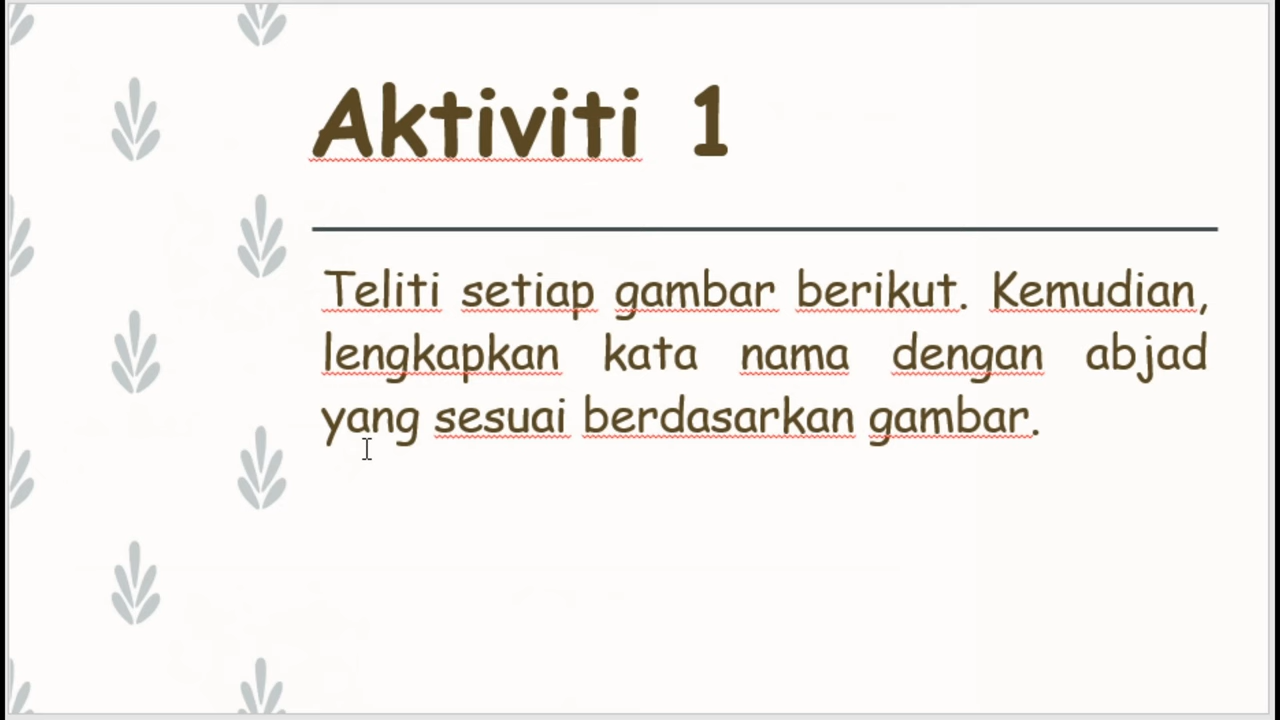 Aktiviti 1
Teliti setiap gambar berikut. Kemudian,
lengkapkan kata nama dengan abjad
yang sesuai berdasarkan gambar.